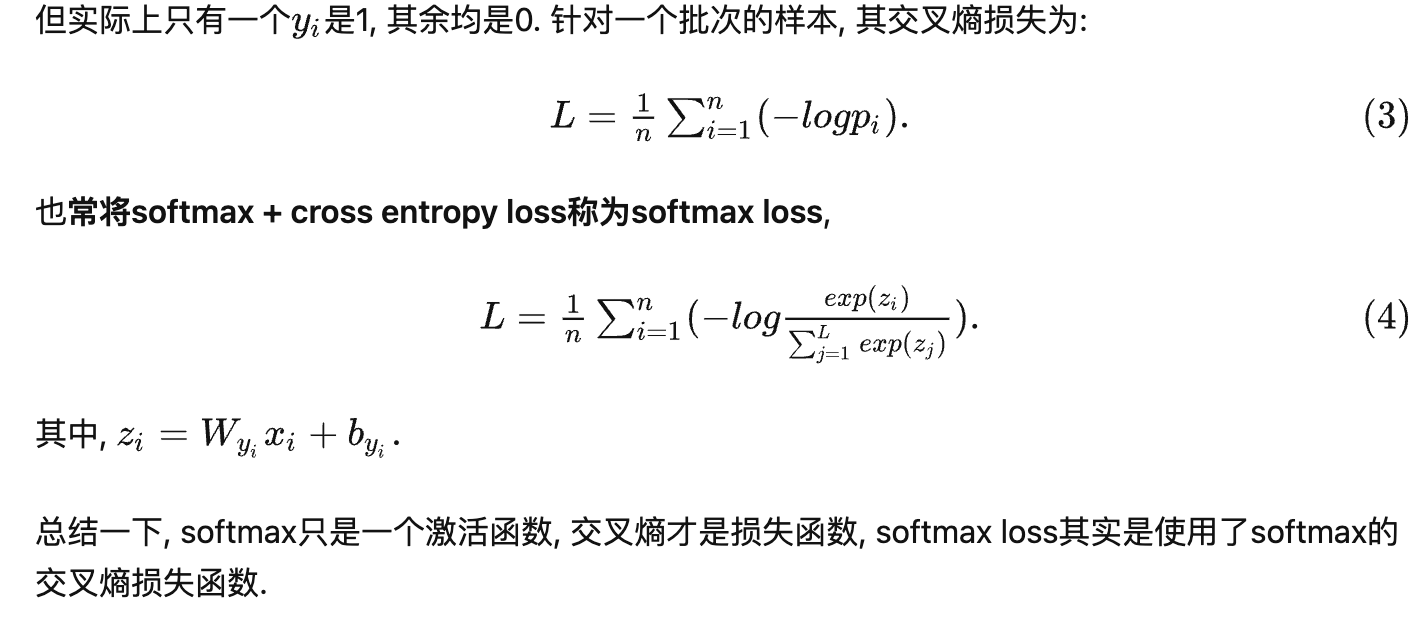 但实际上只有一个$y_i$是1, 其余均是0. 针对一个批次的样本, 其交叉熵损失为:
$L = \frac{1}{n} \sum_{i=1}^{n} (-logp_i).$ (3)
也常将softmax + cross entropy loss称为softmax loss,
$L = \frac{1}{n} \sum_{i=1}^{n} (-log \frac{exp(z_i)}{\sum_{j=1}^{L} exp(z_j)}).$ (4)
其中, $z_i = W_{y_i} x_i + b_{y_i}.$
总结一下, softmax只是一个激活函数, 交叉熵才是损失函数, softmax loss其实是使用了softmax的
交叉熵损失函数.